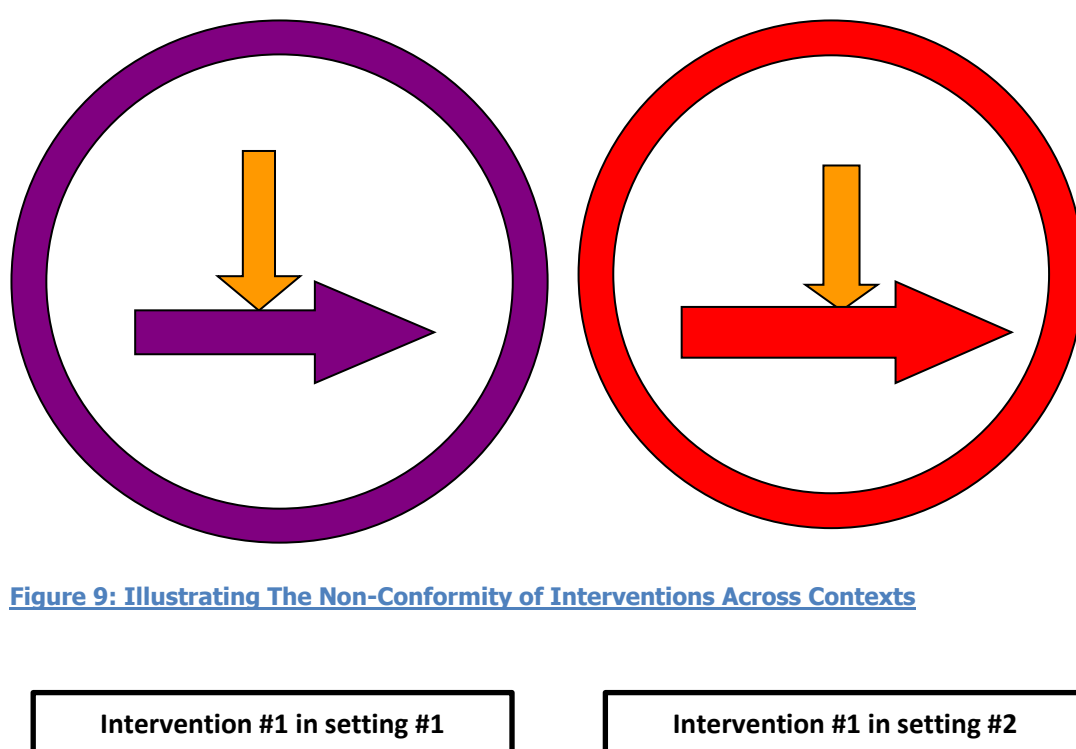 Figure 9: Illustrating The Non-Conformity of Interventions Across Contexts
Intervention #1 in setting #1
Intervention #1 in setting #2